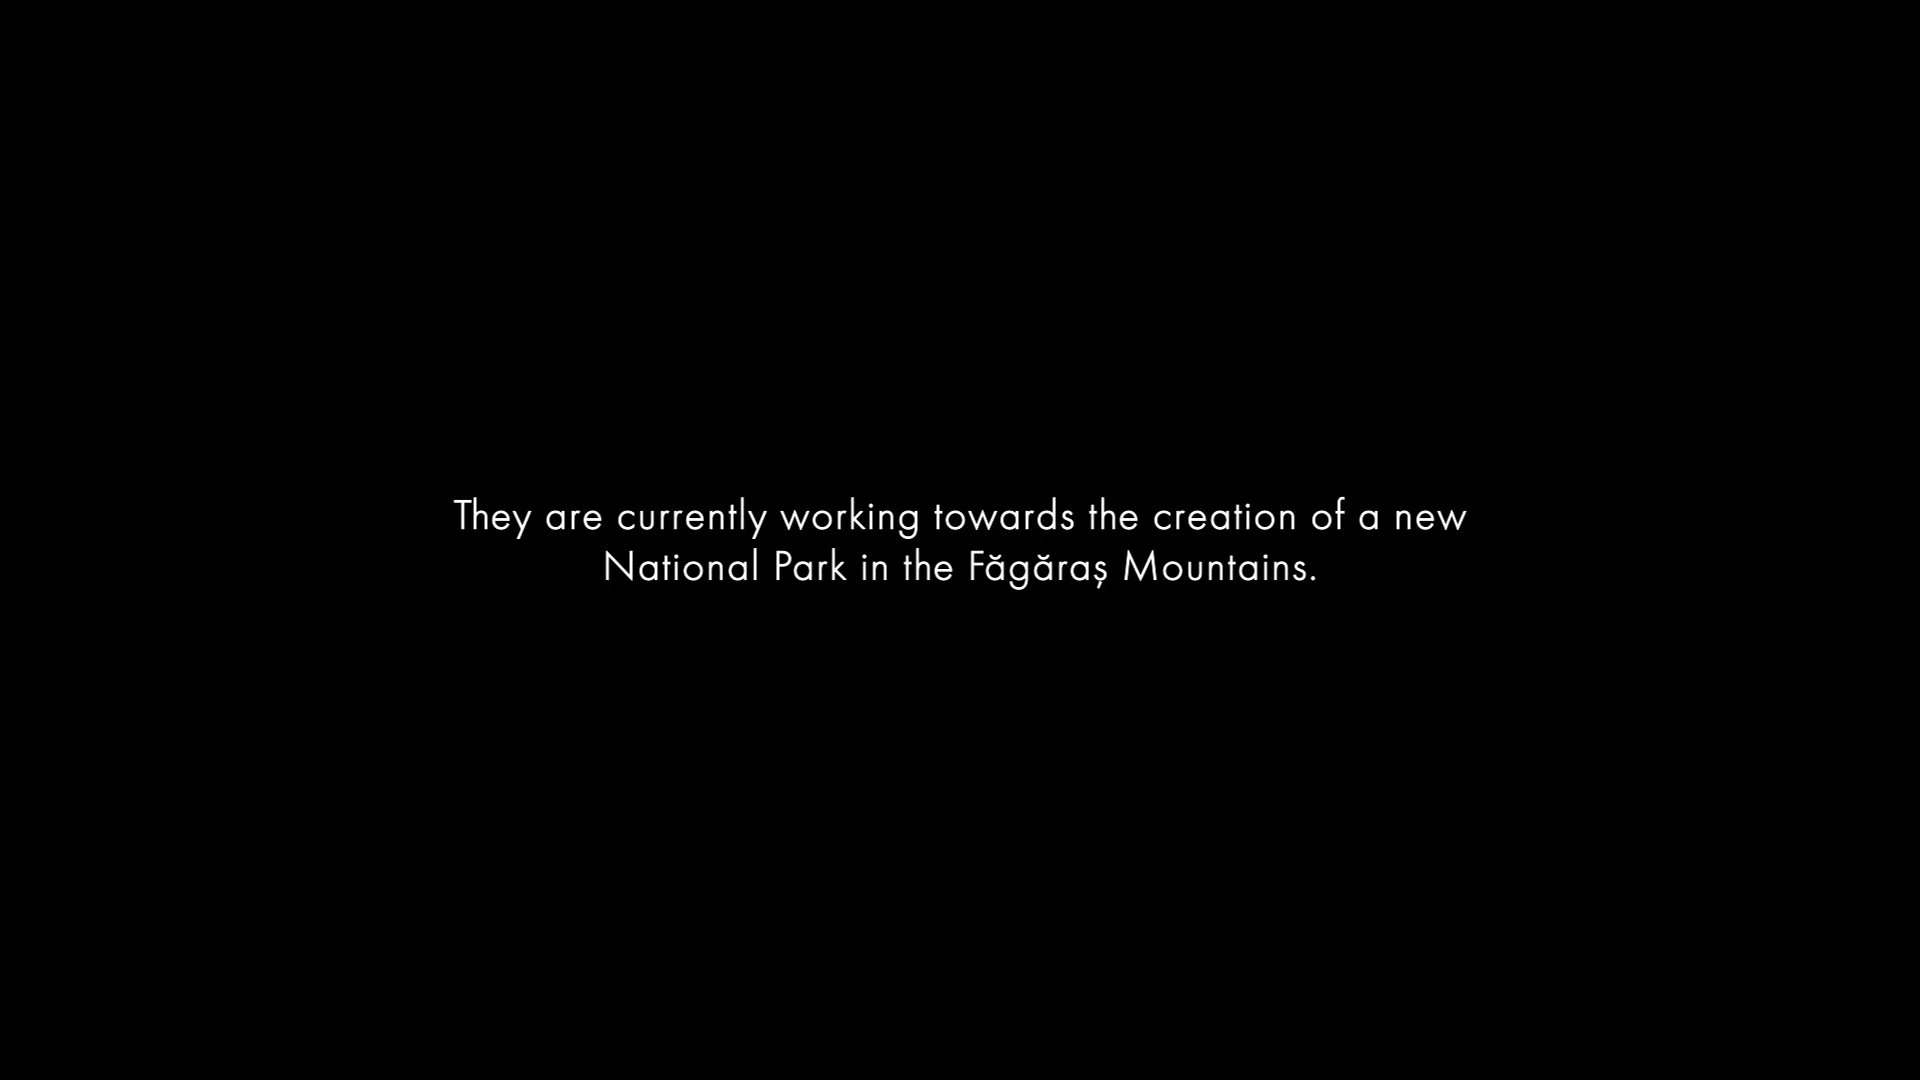 They are currently working towards the creation of a new
National Park in the Făgăraș Mountains.